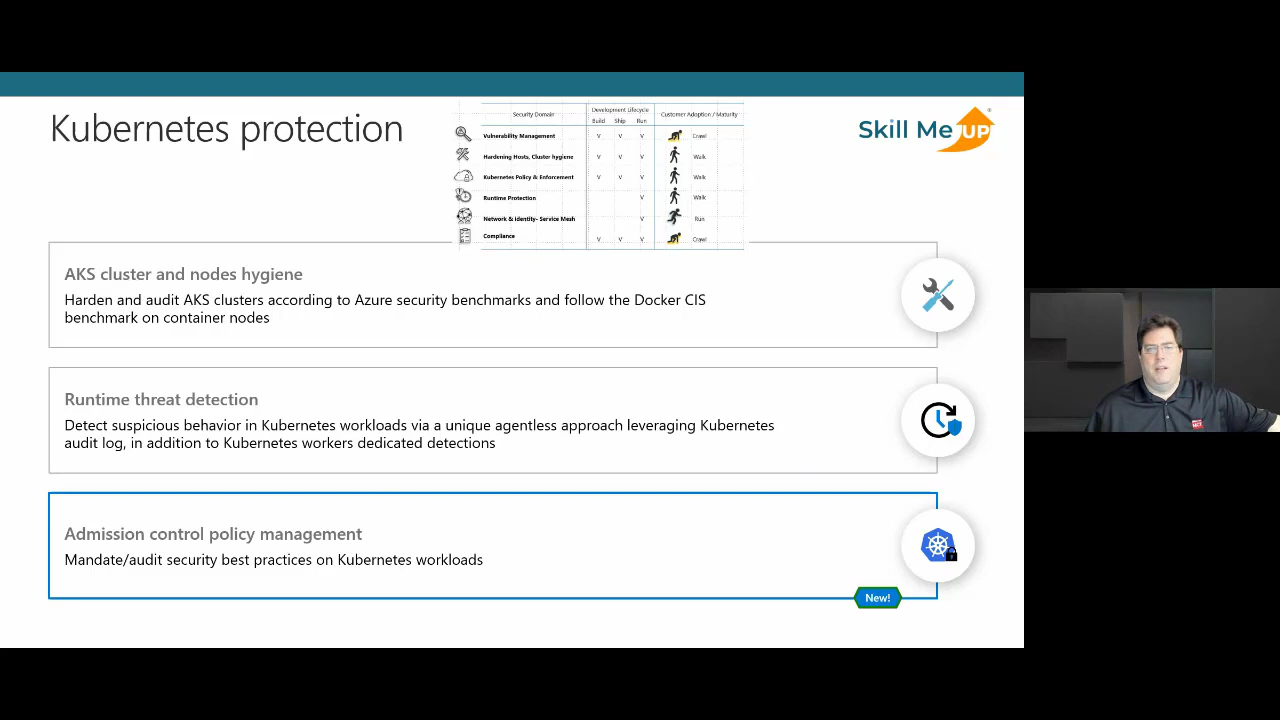 Kubernetes protection
Security Domain
Development Lifecycle
Build Ship Run
Customer Adoption / Maturity
Vulnerability Management V V V Crawl
Hardening Hosts, Cluster hygiene V V V Walk
Kubernetes Policy & Enforcement V V V Walk
Runtime Protection V Walk
Network & Identity- Service Mesh V Run
Compliance V V V Crawl
Skill Me UP
®
AKS cluster and nodes hygiene
Harden and audit AKS clusters according to Azure security benchmarks and follow the Docker CIS
benchmark on container nodes
Runtime threat detection
Detect suspicious behavior in Kubernetes workloads via a unique agentless approach leveraging Kubernetes
audit log, in addition to Kubernetes workers dedicated detections
Admission control policy management
Mandate/audit security best practices on Kubernetes workloads
New!
MCT